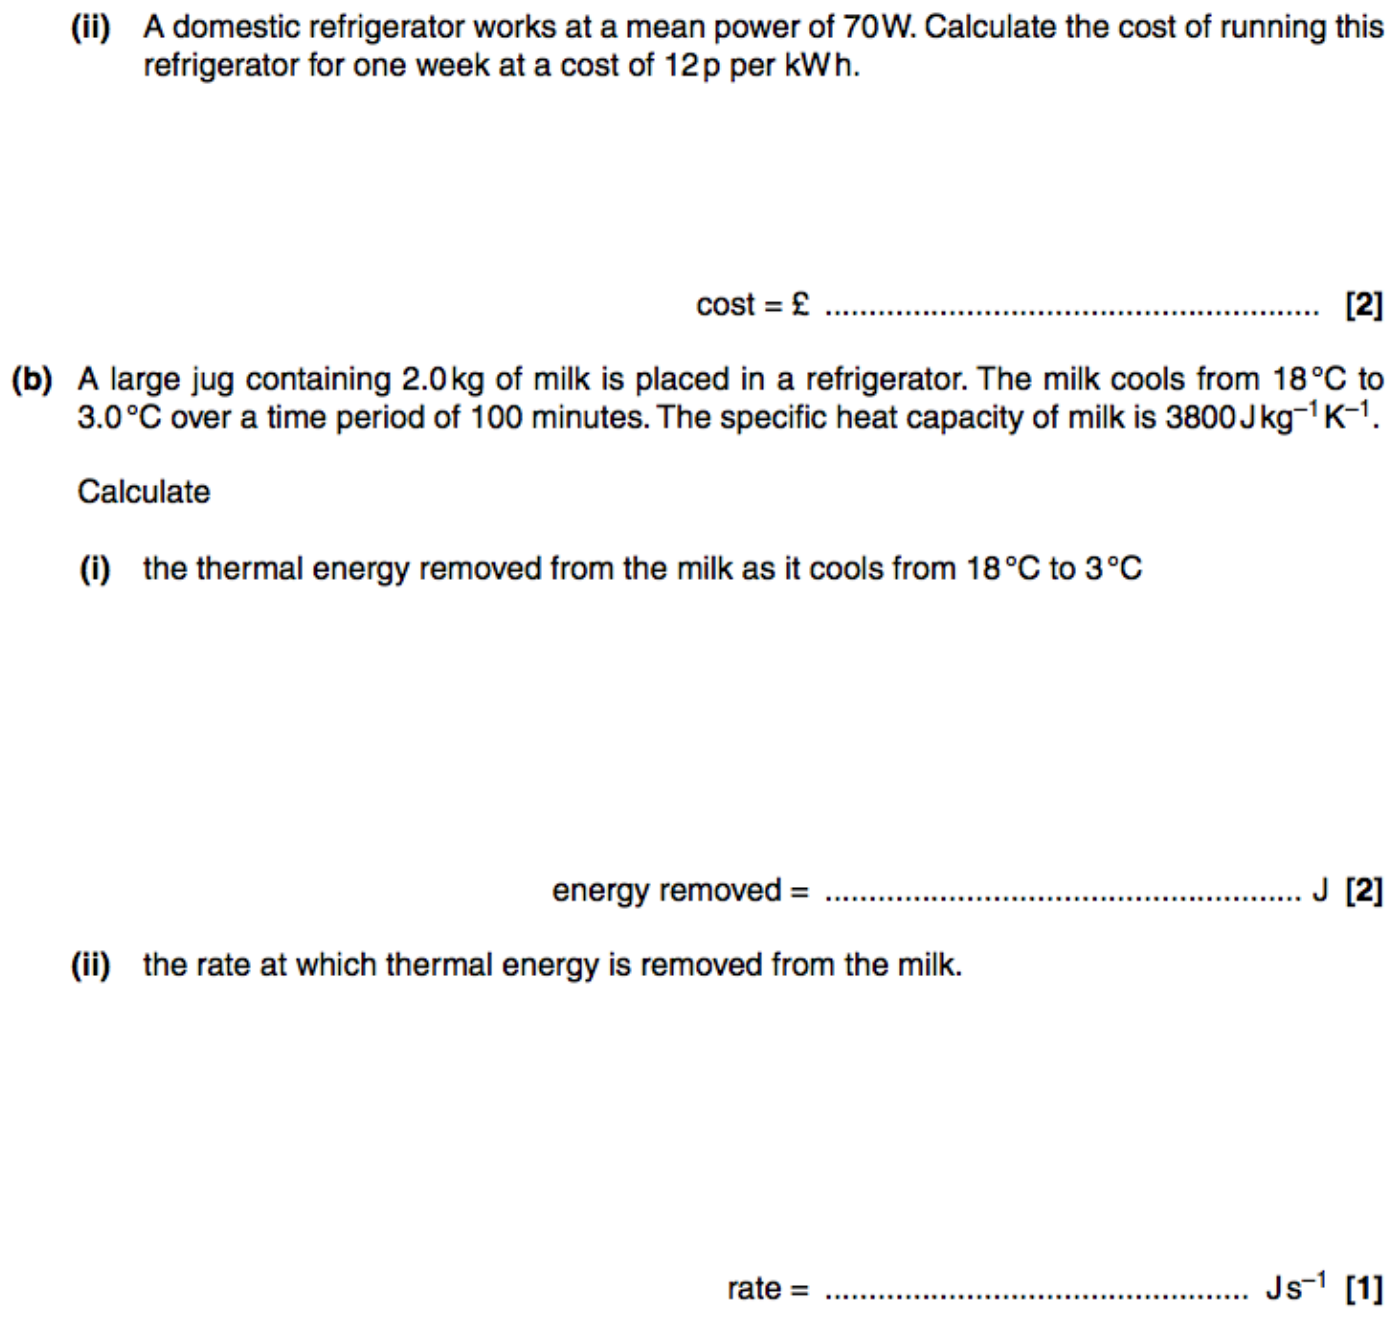 (ii) A domestic refrigerator works at a mean power of 70W. Calculate the cost of running this
refrigerator for one week at a cost of 12p per kWh.
cost = £ ........................................................ [2]
(b) A large jug containing 2.0kg of milk is placed in a refrigerator. The milk cools from 18°C to
3.0°C over a time period of 100 minutes. The specific heat capacity of milk is 3800Jkg⁻¹K⁻¹.
Calculate
(i) the thermal energy removed from the milk as it cools from 18°C to 3°C
energy removed = ...................................................... J [2]
(ii) the rate at which thermal energy is removed from the milk.
rate = ................................................ Js⁻¹ [1]